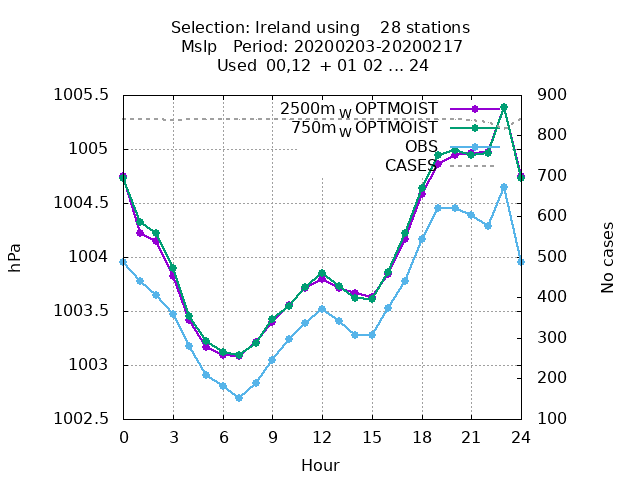 Selection: Ireland using 28 stations
Mslp Period: 20200203-20200217
Used 00,12 + 01 02 ... 24
1005.5 900
2500m W OPTMOIST
750m W OPTMOIST 800
1005 OBS
CASES 700
1004.5 600
1004 500
400
1003.5 300
1003 200
1002.5 100
hPa
No cases
0 3 6 9 12 15 18 21 24
Hour